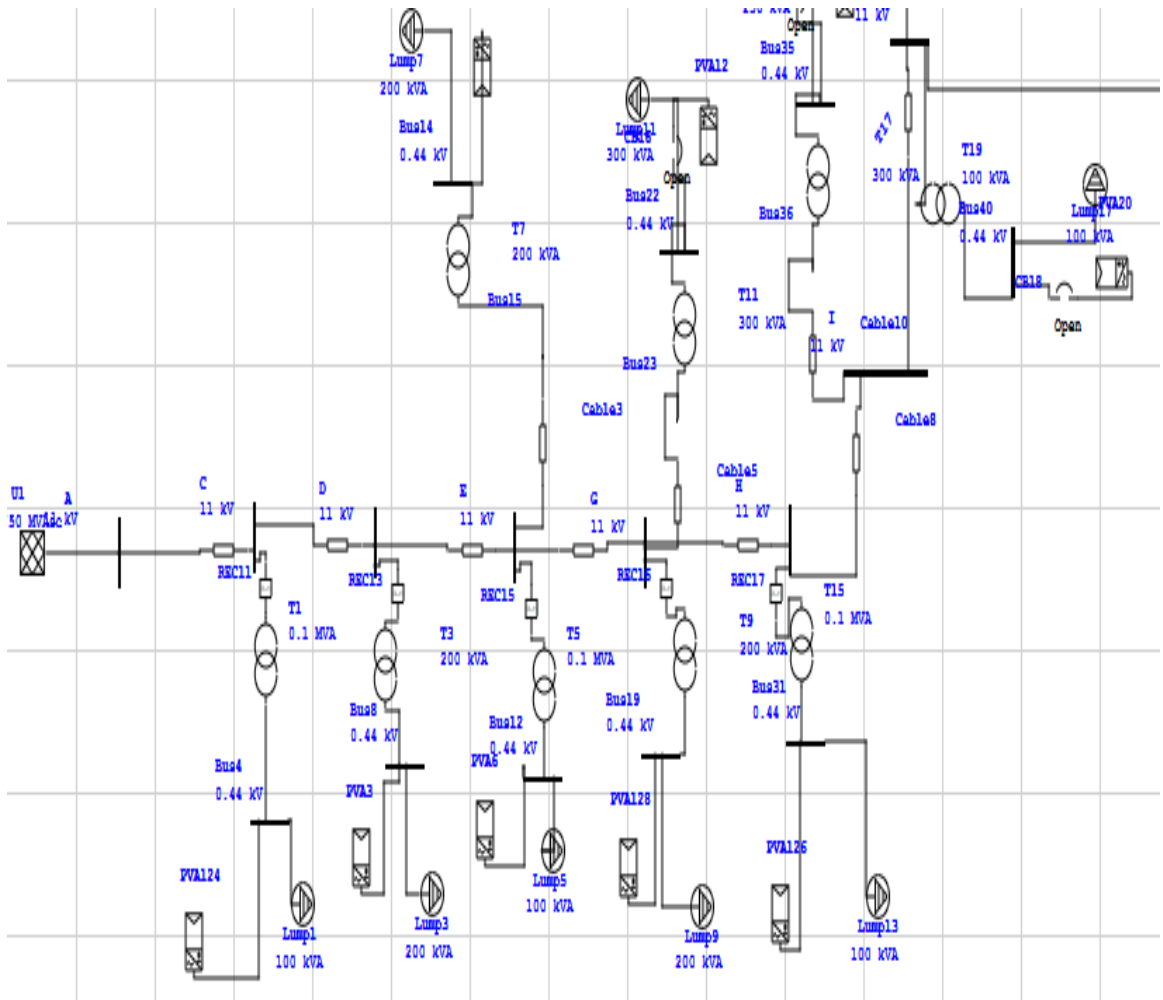 11 kV
Open
Bus35
0.44 kV
PVA12
Lump7
200 kVA
Bus14
0.44 kV
Lump11
300 kVA
Open
Bus22
0.44 kV
T17
300 kVA
T19
100 kVA
Bus40
0.44 kV
Lump17
100 kVA
PVA20
CB18
Open
Bus36
T7
200 kVA
Bus15
T11
300 kVA
I
11 kV
Cable10
Bus23
Cable3
Cable8
Cable5
U1
A
C
11 kV
D
11 kV
E
11 kV
G
11 kV
H
11 kV
REC11
REC13
REC15
REC16
REC17
T1
0.1 MVA
T3
200 kVA
T5
0.1 MVA
T9
200 kVA
T15
0.1 MVA
Bus4
0.44 kV
Bus8
0.44 kV
Bus12
0.44 kV
Bus19
0.44 kV
Bus31
0.44 kV
PVA124
PVA3
PVA6
PVA128
PVA126
Lump1
100 kVA
Lump3
200 kVA
Lump5
100 kVA
Lump9
200 kVA
Lump13
100 kVA